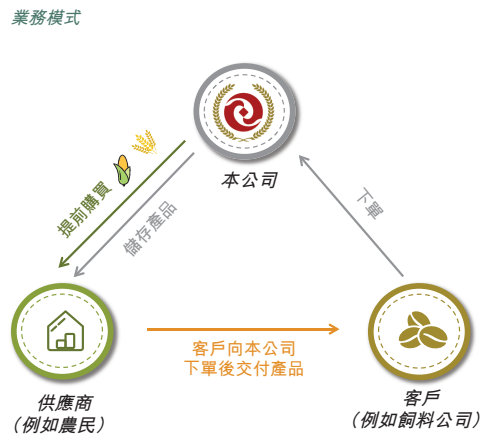 業務模式
本公司
提前購買
儲存產品
下單
客戶向本公司
下單後交付產品
供應商
（例如農民）
客戶
（例如飼料公司）